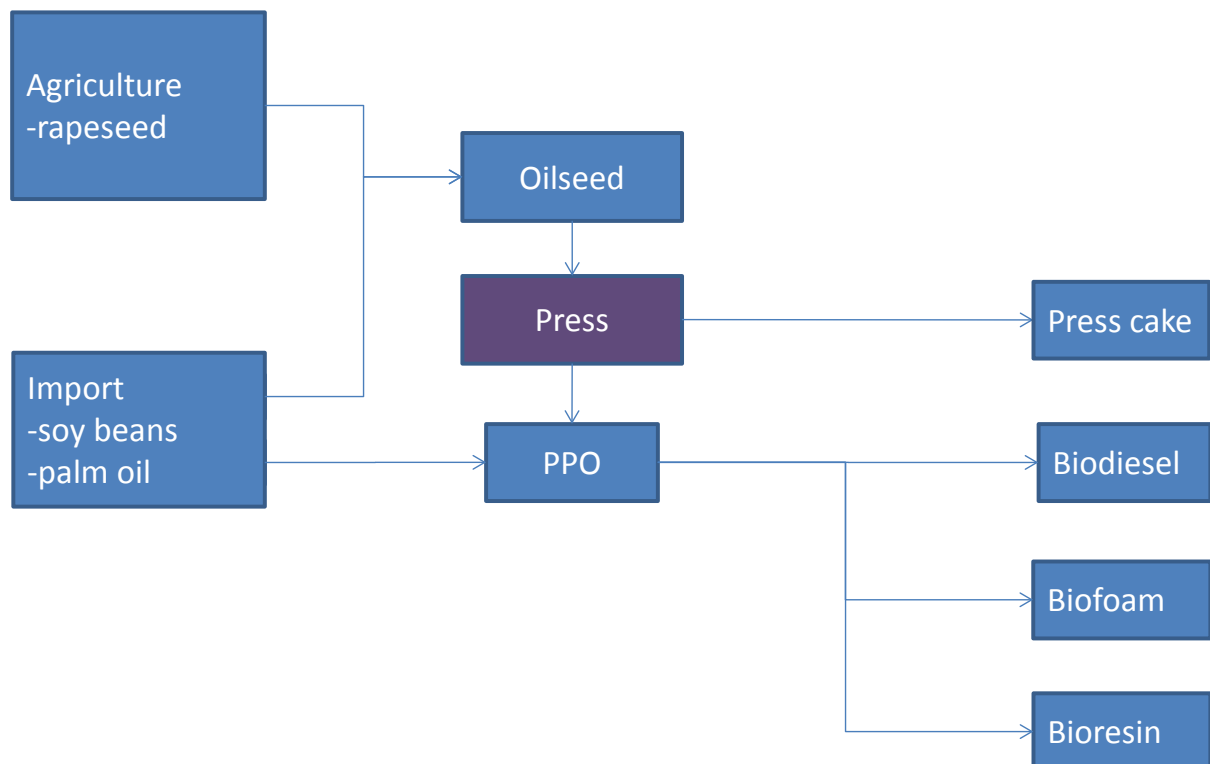 Agriculture
-rapeseed
Oilseed
Press
Press cake
Import
-soy beans
-palm oil
PPO
Biodiesel
Biofoam
Bioresin